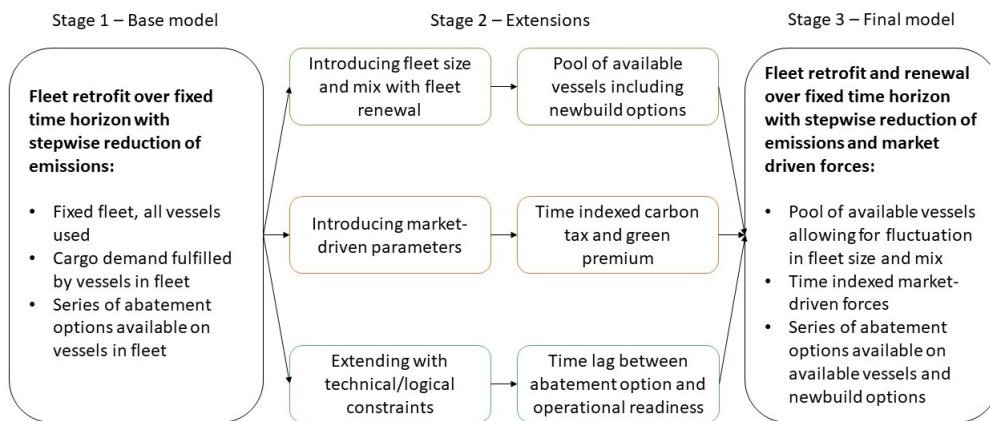 Stage 1 – Base model
Stage 2 – Extensions
Stage 3 – Final model
Fleet retrofit over fixed
time horizon with
stepwise reduction of
emissions:
• Fixed fleet, all vessels
used
• Cargo demand fulfilled
by vessels in fleet
• Series of abatement
options available on
vessels in fleet
Introducing fleet size
and mix with fleet
renewal
Pool of available
vessels including
newbuild options
Introducing market-
driven parameters
Time indexed carbon
tax and green
premium
Extending with
technical/logical
constraints
Time lag between
abatement option and
operational readiness
Fleet retrofit and renewal
over fixed time horizon
with stepwise reduction of
emissions and market
driven forces:
• Pool of available vessels
allowing for fluctuation
in fleet size and mix
• Time indexed market-
driven forces
• Series of abatement
options available on
available vessels and
newbuild options